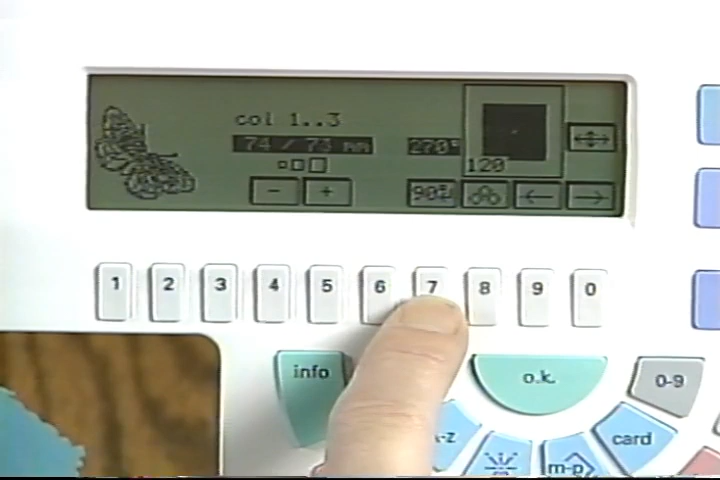 col 1..3
74 / 73 mm
270°
120
- +
90°
1 2 3 4 5 6 7 8 9 0
info
o.k.
0-9
-z
card
m-p